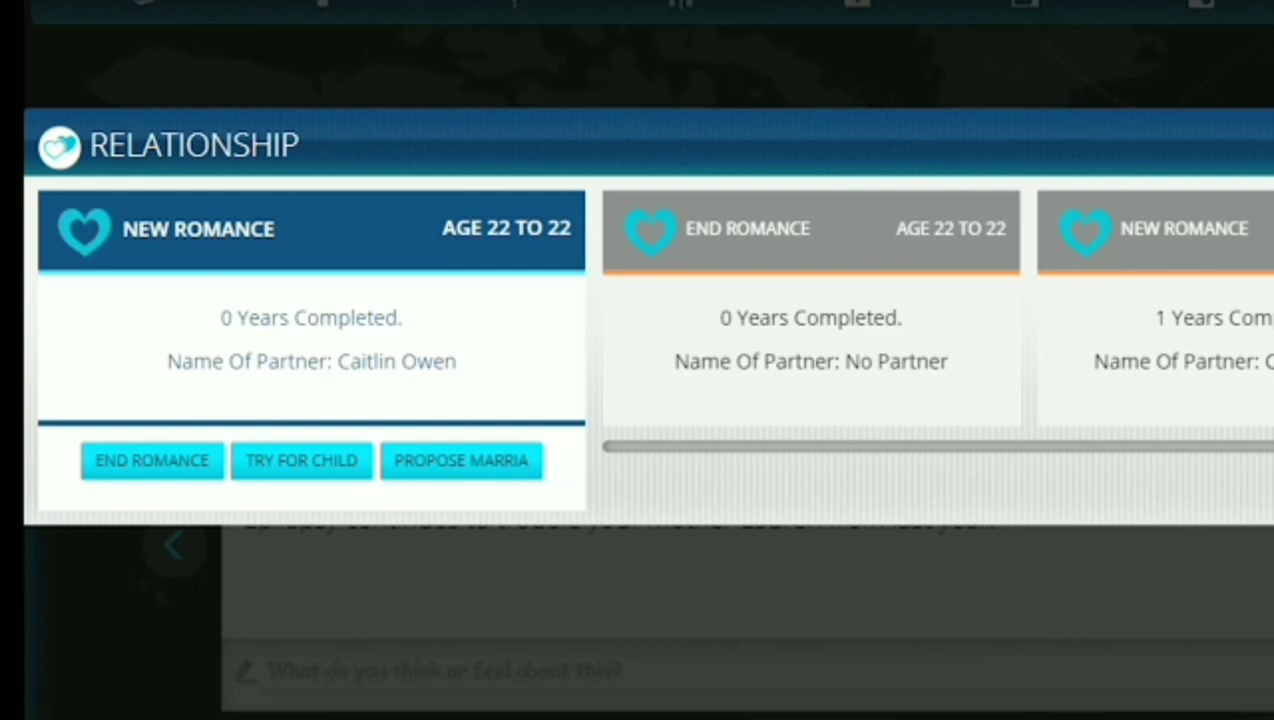 RELATIONSHIP
NEW ROMANCE AGE 22 TO 22
0 Years Completed.
Name Of Partner: Caitlin Owen
END ROMANCE TRY FOR CHILD PROPOSE MARRIA
END ROMANCE AGE 22 TO 22
0 Years Completed.
Name Of Partner: No Partner
NEW ROMANCE
1 Years Com
Name Of Partner: C
What do you think or feel about this?